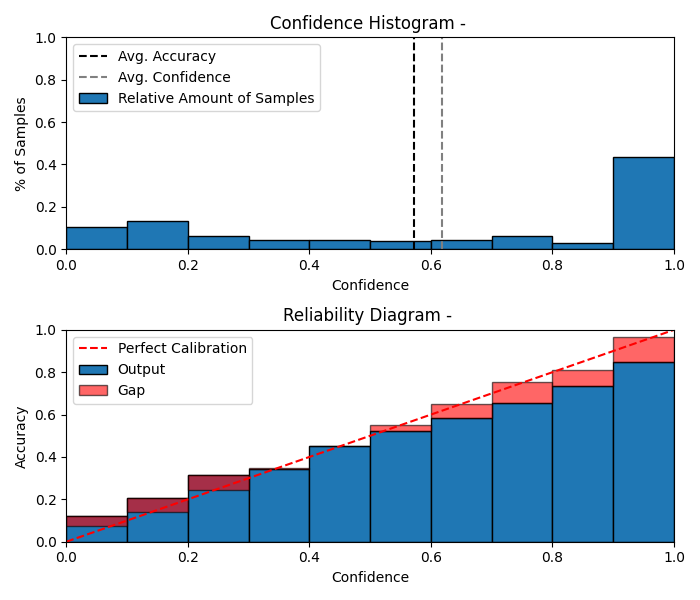 Confidence Histogram -
1.0
0.8
0.6
0.4
0.2
0.0
% of Samples
Avg. Accuracy
Avg. Confidence
Relative Amount of Samples
0.0 0.2 0.4 0.6 0.8 1.0
Confidence
Reliability Diagram -
1.0
0.8
0.6
0.4
0.2
0.0
Accuracy
Perfect Calibration
Output
Gap
0.0 0.2 0.4 0.6 0.8 1.0
Confidence